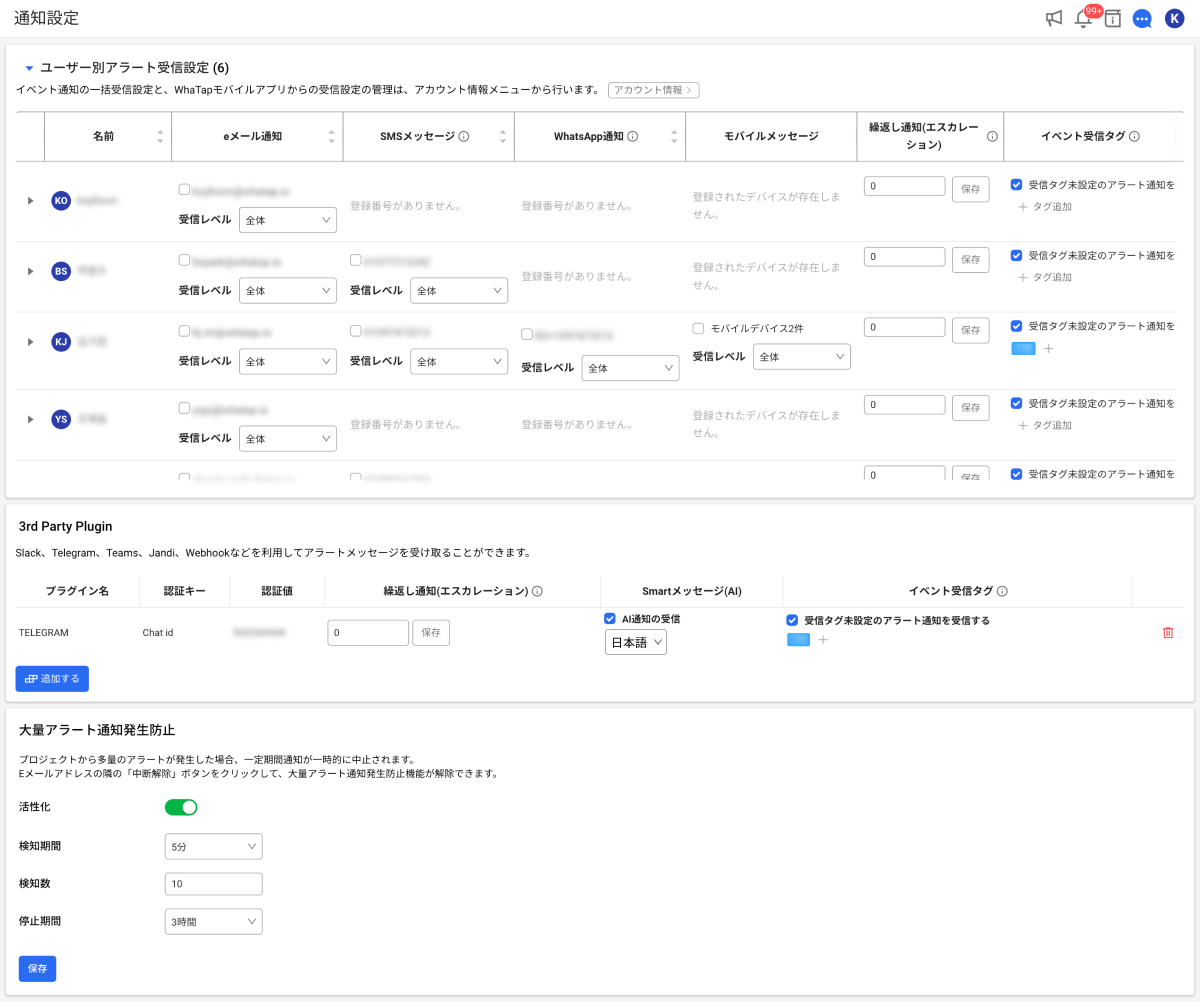 通知設定
99+
K
ユーザー別アラート受信設定 (6)
イベント通知の一括受信設定と、WhaTapモバイルアプリからの受信設定の管理は、アカウント情報メニューから行います。 アカウント情報
名前 eメール通知 SMSメッセージ WhatsApp通知 モバイルメッセージ 繰返し通知(エスカレーション) イベント受信タグ
KO 受信レベル 全体 登録番号がありません。 登録番号がありません。 登録されたデバイスが存在しません。 0 保存 受信タグ未設定のアラート通知を
タグ追加
BS 受信レベル 全体 受信レベル 全体 登録番号がありません。 登録されたデバイスが存在しません。 0 保存 受信タグ未設定のアラート通知を
タグ追加
KJ 受信レベル 全体 受信レベル 全体 受信レベル 全体 モバイルデバイス2件 受信レベル 全体 0 保存 受信タグ未設定のアラート通知を
YS 受信レベル 全体 登録番号がありません。 登録番号がありません。 登録されたデバイスが存在しません。 0 保存 受信タグ未設定のアラート通知を
タグ追加
0 保存 受信タグ未設定のアラート通知を
3rd Party Plugin
Slack、Telegram、Teams、Jandi、Webhookなどを利用してアラートメッセージを受け取ることができます。
プラグイン名 認証キー 認証値 繰返し通知(エスカレーション) Smartメッセージ(AI) イベント受信タグ
TELEGRAM Chat id 0 保存 AI通知の受信 日本語 受信タグ未設定のアラート通知を受信する
追加する
大量アラート通知発生防止
プロジェクトから多量のアラートが発生した場合、一定期間通知が一時的に中止されます。
Eメールアドレスの隣の「中断解除」ボタンをクリックして、大量アラート通知発生防止機能が解除できます。
活性化
検知期間 5分
検知数 10
停止期間 3時間
保存